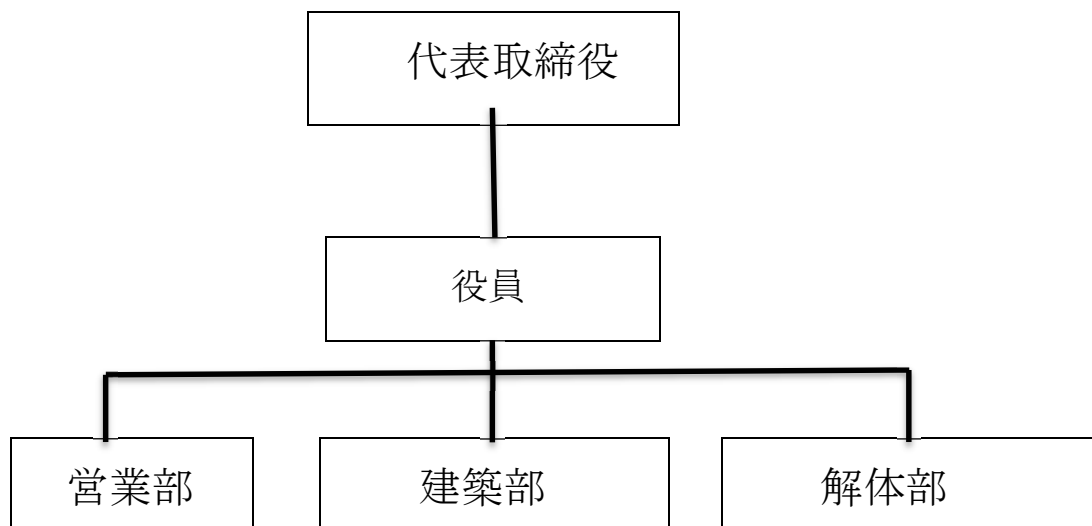 代表取締役
役員
営業部
建築部
解体部